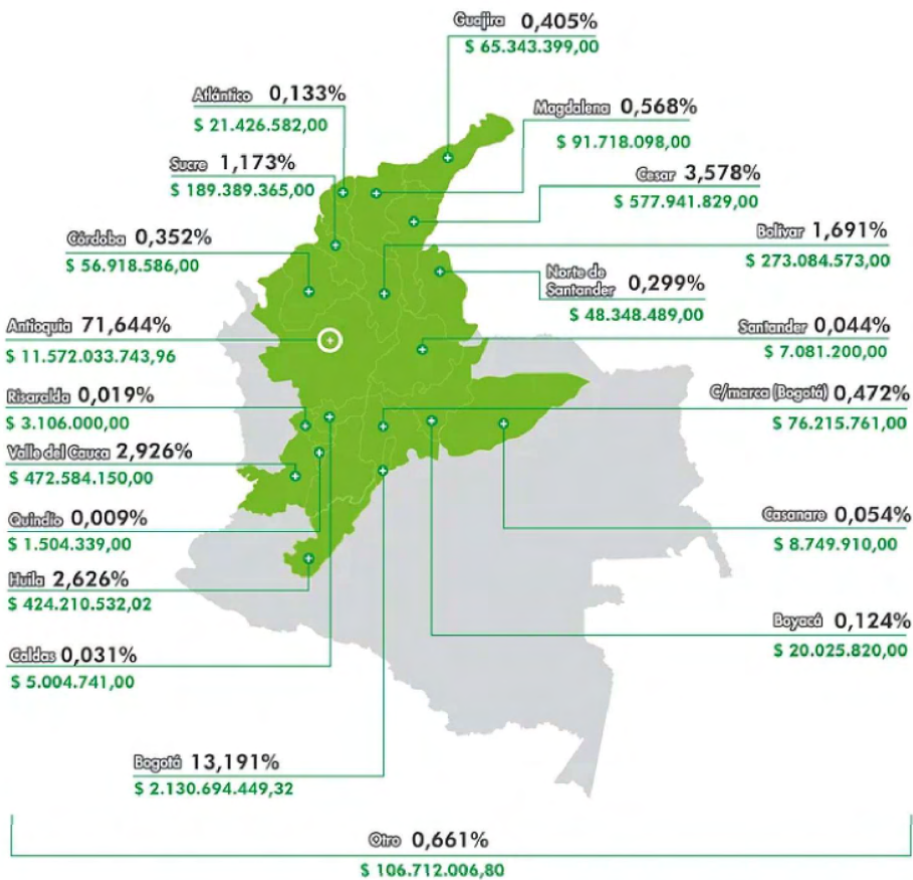 Guajira 0,405%
$ 65.343.399,00
Atlántico 0,133%
$ 21.426.582,00
Magdalena 0,568%
$ 91.718.098,00
Sucre 1,173%
$ 189.389.365,00
Cesar 3,578%
$ 577.941.829,00
Córdoba 0,352%
$ 56.918.586,00
Bolívar 1,691%
$ 273.084.573,00
Norte de
Santander 0,299%
$ 48.348.489,00
Antioquia 71,644%
$ 11.572.033.743,96
Santander 0,044%
$ 7.081.200,00
Risaralda 0,019%
$ 3.106.000,00
C/marca (Bogotá) 0,472%
$ 76.215.761,00
Valle del Cauca 2,926%
$ 472.584.150,00
Quindío 0,009%
$ 1.504.339,00
Casanare 0,054%
$ 8.749.910,00
Huila 2,626%
$ 424.210.532,02
Boyacá 0,124%
$ 20.025.820,00
Caldas 0,031%
$ 5.004.741,00
Bogotá 13,191%
$ 2.130.694.449,32
Otro 0,661%
$ 106.712.006,80